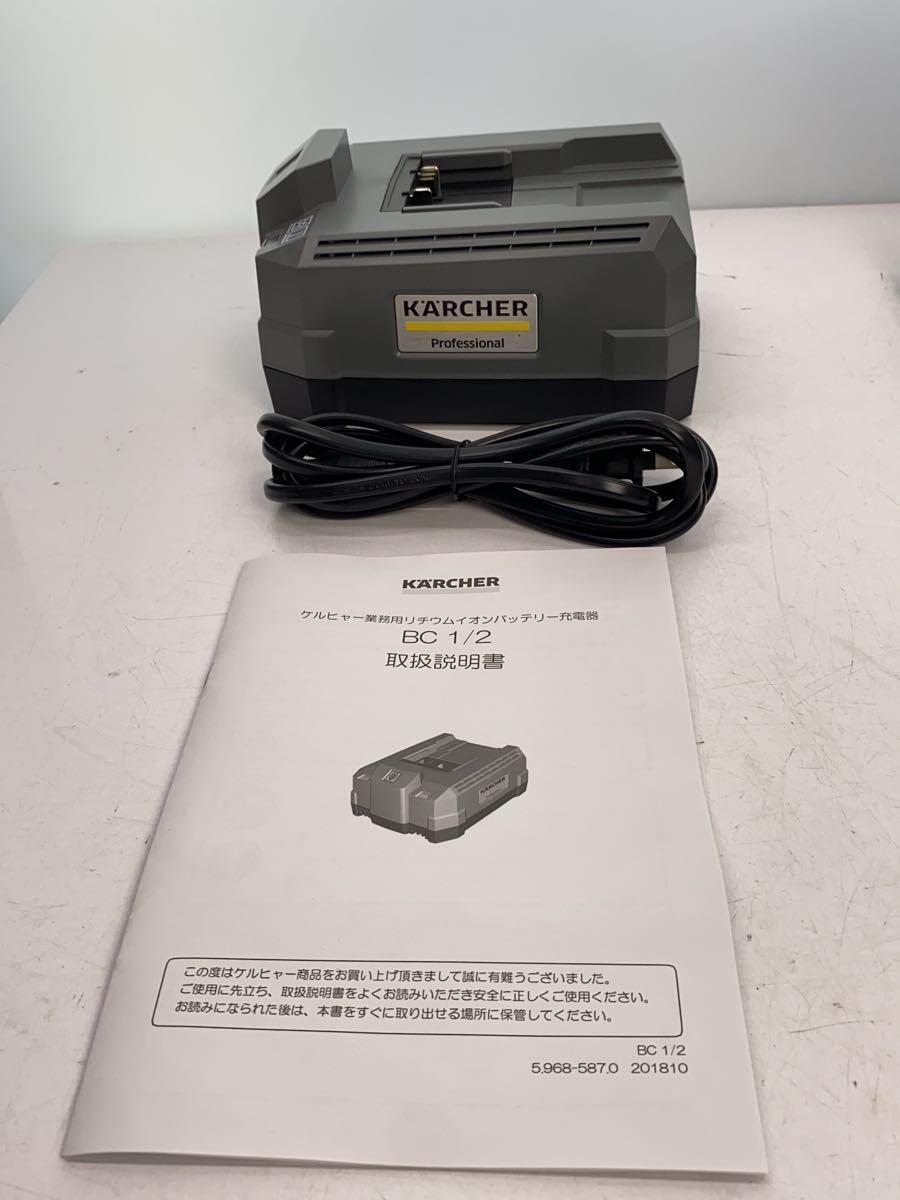 KÄRCHER
Professional
KÄRCHER
ケルヒャー業務用リチウムイオンバッテリー充電器
BC 1/2
取扱説明書
KÄRCHER
この度はケルヒャー商品をお買い上げ頂きまして誠に有難うございました。
ご使用に先立ち、取扱説明書をよくお読みいただき安全に正しくご使用ください。
お読みになられた後は、本書をすぐに取り出せる場所に保管してください。
BC 1/2
5.968-587.0 201810